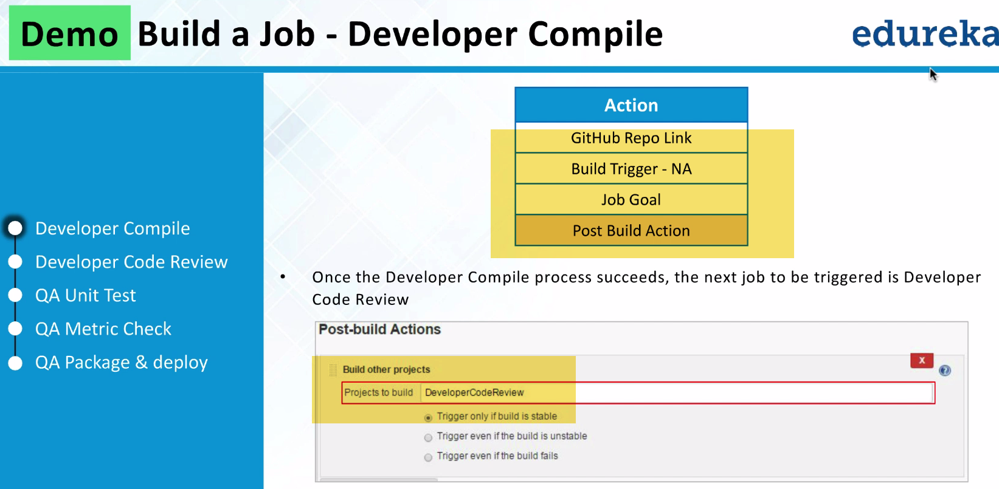 Demo Build a Job - Developer Compile
edureka
Action
GitHub Repo Link
Build Trigger - NA
Job Goal
Post Build Action
Developer Compile
Developer Code Review
QA Unit Test
QA Metric Check
QA Package & deploy
• Once the Developer Compile process succeeds, the next job to be triggered is Developer
Code Review
Post-build Actions
Build other projects
X
?
Projects to build DeveloperCodeReview
Trigger only if build is stable
Trigger even if the build is unstable
Trigger even if the build fails